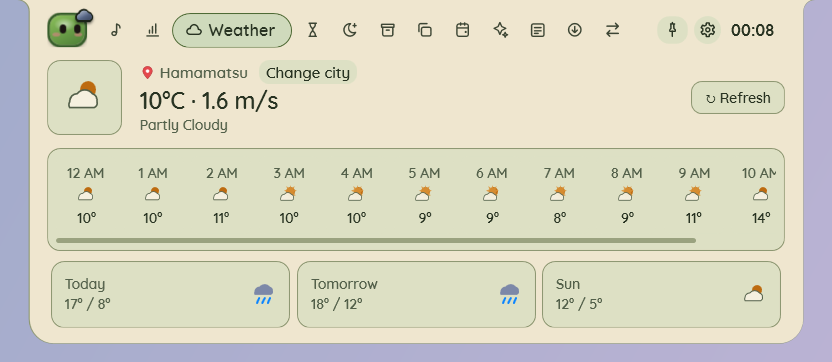 Weather
00:08
Hamamatsu Change city
10°C · 1.6 m/s
Partly Cloudy
↻ Refresh
12 AM 1 AM 2 AM 3 AM 4 AM 5 AM 6 AM 7 AM 8 AM 9 AM 10 AM
10° 10° 11° 10° 10° 9° 9° 8° 9° 11° 14°
Today
17° / 8°
Tomorrow
18° / 12°
Sun
12° / 5°